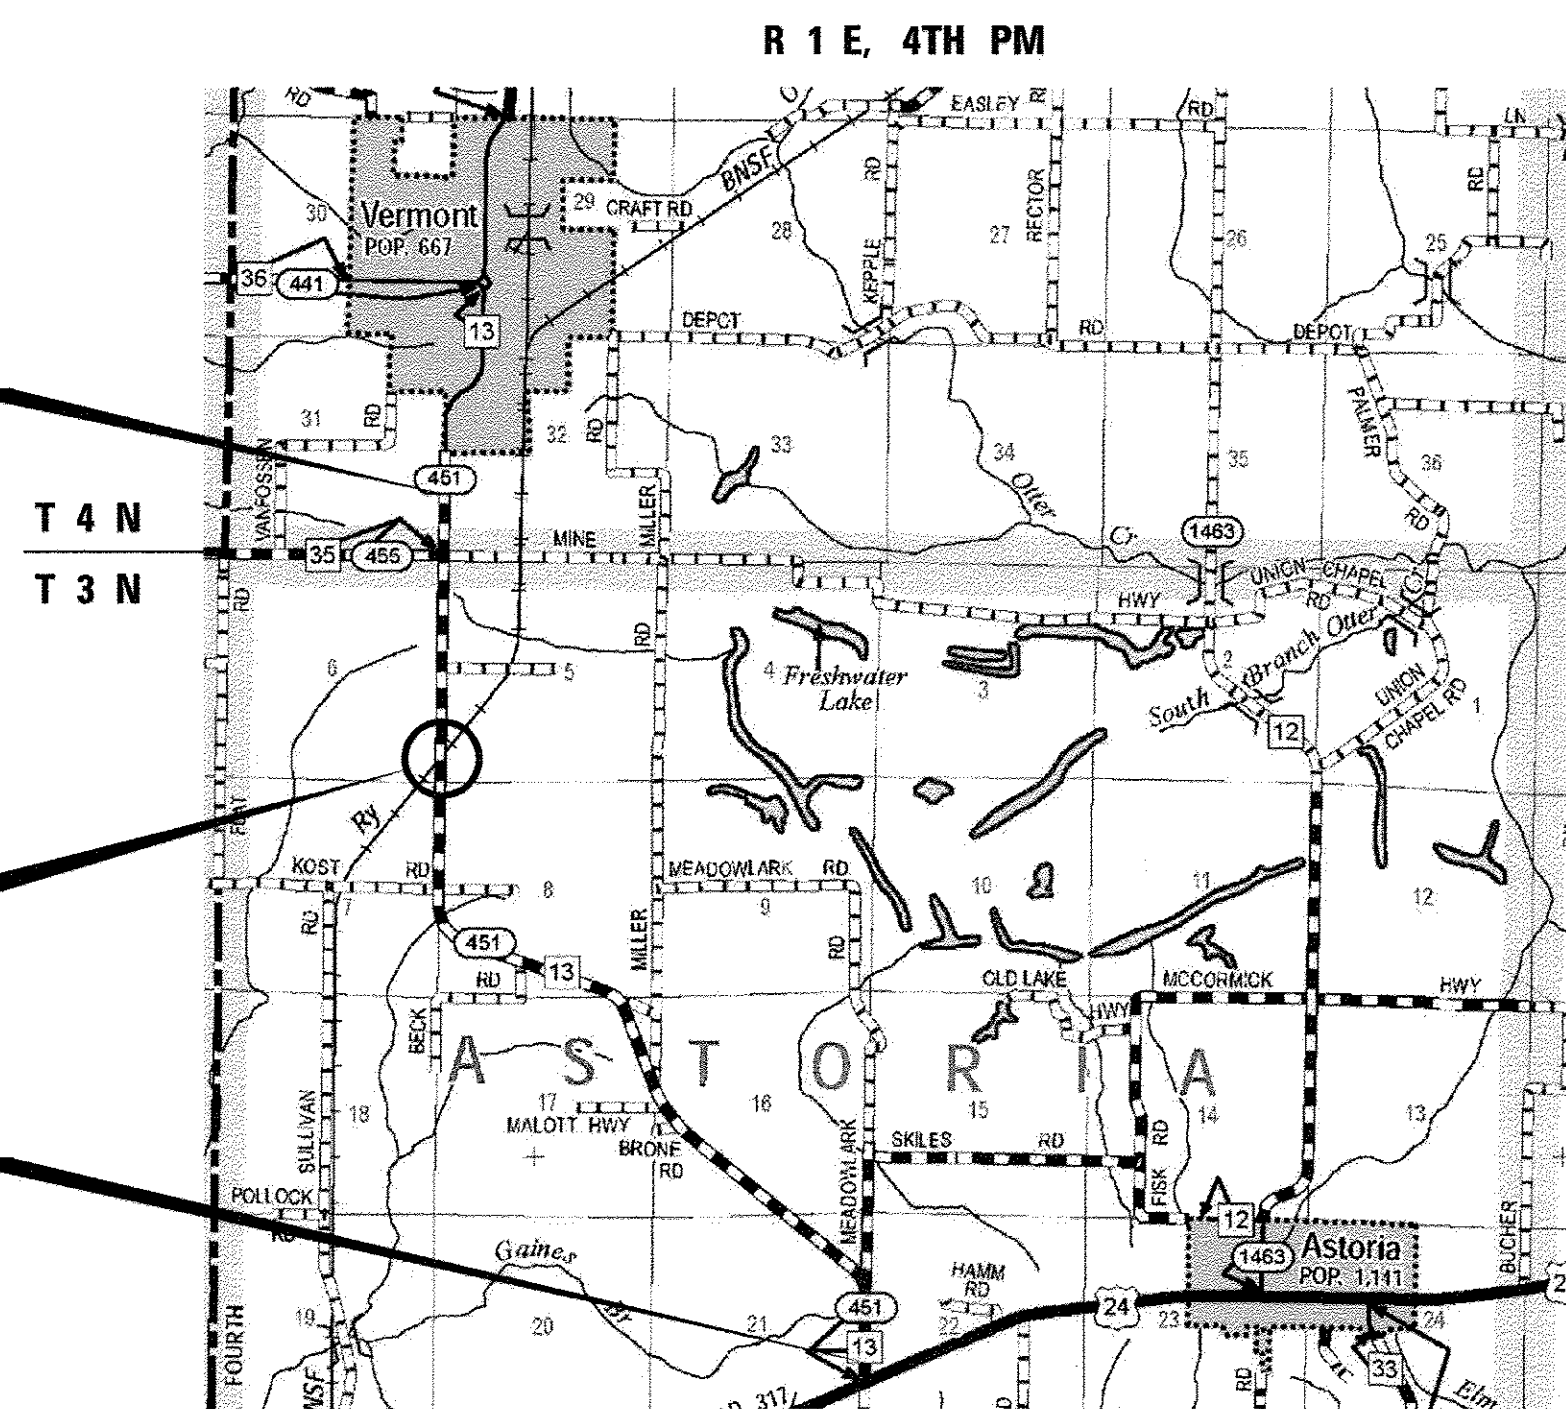 R 1 E, 4TH PM
RD
EASLEY
RD
LN
BNSF
RD
RECTOR
RD
30
Vermont
POP. 667
29
CRAFT RD
28
KEPPLE
27
26
25
36
441
13
DEPOT
RD
DEPOT
31
RD
32
RD
33
34
35
PALMER
36
RD
VANFOSSEN
451
MILLER
Otter
Cr
1463
T 4 N
35
455
MINE
T 3 N
RD
HWY
UNION CHAPEL
RD
Cr
RD
6
5
4
Freshwater
Lake
3
2
South Branch Otter
UNION
CHAPEL RD
1
12
Ry
KOST
RD
7
8
MEADOWLARK
RD
9
10
11
12
RD
451
13
RD
MILLER
RD
OLD LAKE
HWY
MCCORMICK
HWY
BECK
ASTORIA
SULLIVAN
18
17
MALOTT HWY
BRONE
RD
16
15
14
13
MEADOWLARK
SKILES
RD
RD
FISK
POLLOCK
RD
12
1463
Astoria
POP. 1,141
BUCHER
Gaines
HAMM
RD
451
24
2
19
20
21
22
23
24
13
33
FOURTH
RD
RD
Elm
317